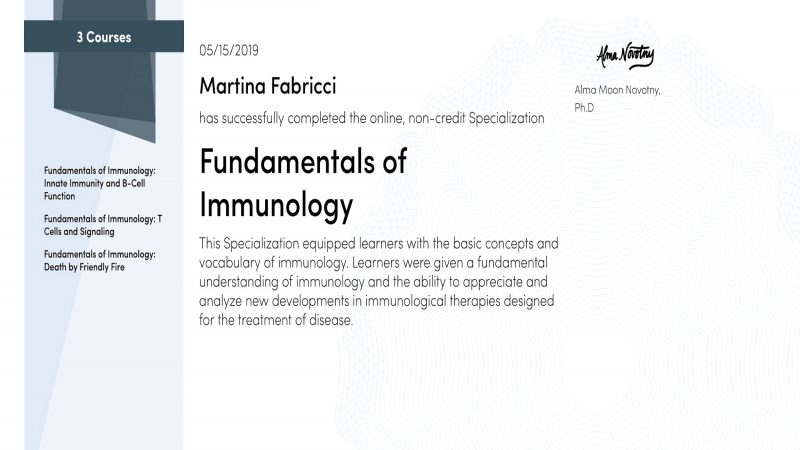 3 Courses
Fundamentals of Immunology:
Innate Immunity and B-Cell
Function
Fundamentals of Immunology: T
Cells and Signaling
Fundamentals of Immunology:
Death by Friendly Fire
05/15/2019
Martina Fabricci
has successfully completed the online, non-credit Specialization
Fundamentals of
Immunology
This Specialization equipped learners with the basic concepts and
vocabulary of immunology. Learners were given a fundamental
understanding of immunology and the ability to appreciate and
analyze new developments in immunological therapies designed
for the treatment of disease.
Alma Novotny
Alma Moon Novotny,
Ph.D